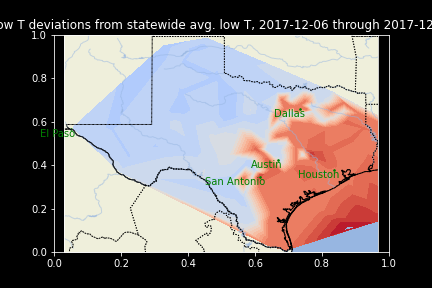 ow T deviations from statewide avg. low T, 2017-12-06 through 2017-12
1.0
0.8
0.6
0.4
0.2
0.0
Dallas
El Paso
Austin
Houston
San Antonio
0.0 0.2 0.4 0.6 0.8 1.0